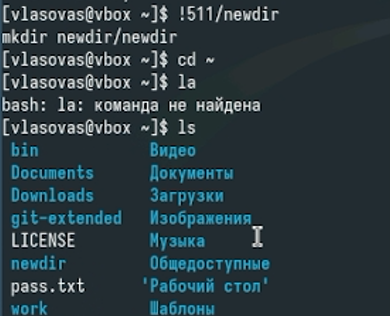 [vlasovas@vbox ~]$ !511/newdir
mkdir newdir/newdir
[vlasovas@vbox ~]$ cd ~
[vlasovas@vbox ~]$ la
bash: la: команда не найдена
[vlasovas@vbox ~]$ ls
bin Видео
Documents Документы
Downloads Загрузки
git-extended Изображения
LICENSE Музыка
newdir Общедоступные
pass.txt 'Рабочий стол'
work Шаблоны